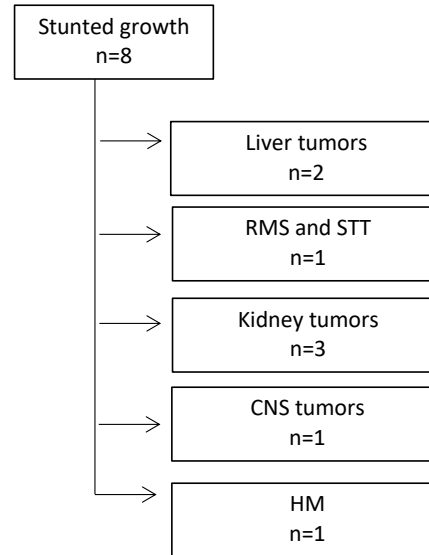 Stunted growth
n=8
Liver tumors
n=2
RMS and STT
n=1
Kidney tumors
n=3
CNS tumors
n=1
HM
n=1